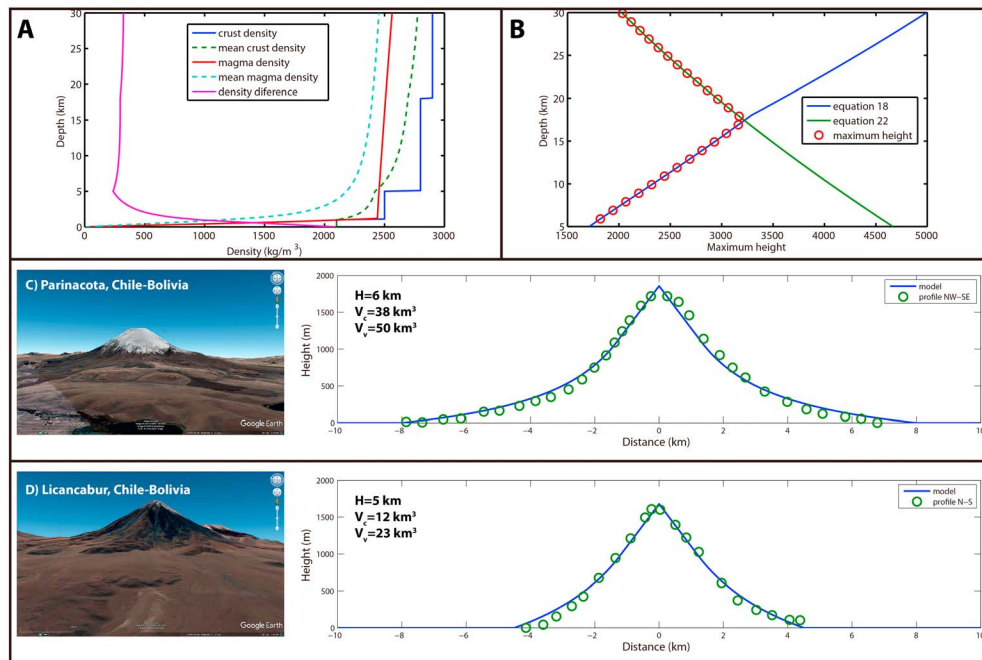 A
30
25
20
15
10
5
0
Depth (km)
0 500 1000 1500 2000 2500 3000
Density (kg/m³)
crust density
mean crust density
magma density
mean magma density
density diference
B
30
25
20
15
10
5
Depth (km)
1500 2000 2500 3000 3500 4000 4500 5000
Maximum height
equation 18
equation 22
maximum height
C) Parinacota, Chile-Bolivia
Google Earth
H=6 km
V_c=38 km³
V_v=50 km³
2000
1500
1000
500
0
Height (m)
−10 −8 −6 −4 −2 0 2 4 6 8 10
Distance (km)
model
profile NW−SE
D) Licancabur, Chile-Bolivia
Google Earth
H=5 km
V_c=12 km³
V_v=23 km³
2000
1500
1000
500
0
Height (m)
−10 −8 −6 −4 −2 0 2 4 6 8 10
Distance (km)
model
profile N−S